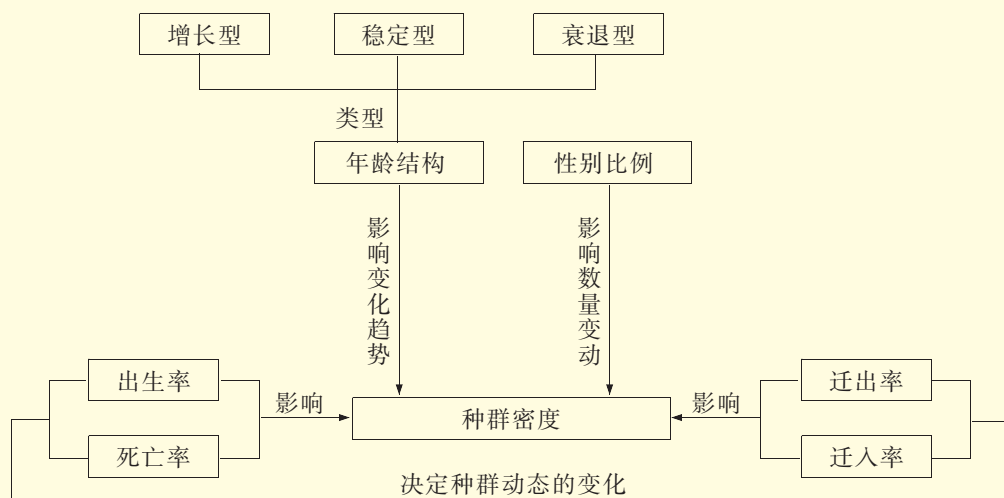 增长型
稳定型
衰退型
类型
年龄结构
性别比例
影响变化趋势
影响数量变动
出生率
死亡率
影响
种群密度
影响
迁出率
迁入率
决定种群动态的变化